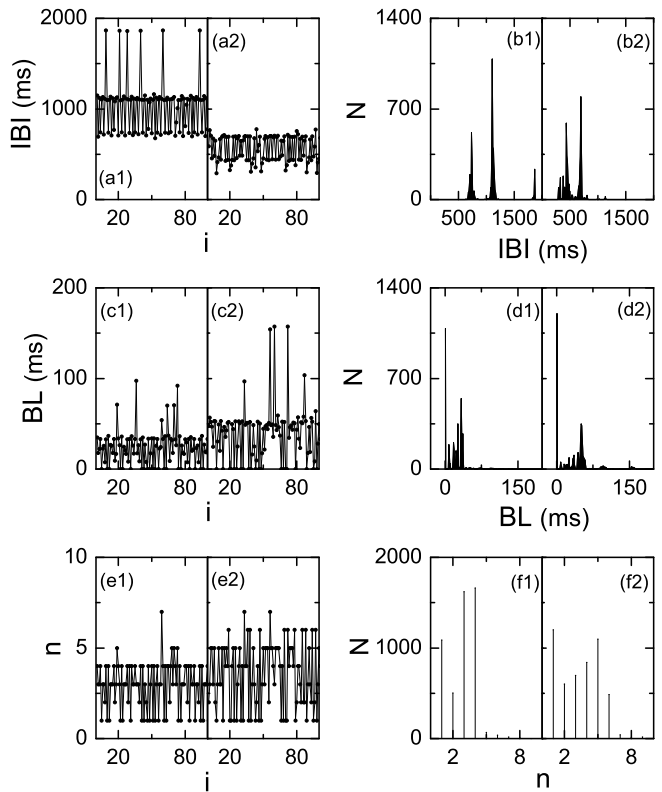 2000
1000
0
IBI (ms)
(a1)
(a2)
20 80 20 80
i
1400
700
0
N
(b1)
(b2)
500 1500 500 1500
IBI (ms)
200
100
0
BL (ms)
(c1)
(c2)
20 80 20 80
i
1400
700
0
N
(d1)
(d2)
0 150 0 150
BL (ms)
10
5
0
n
(e1)
(e2)
20 80 20 80
i
2000
1000
0
N
(f1)
(f2)
2 8 2 8
n